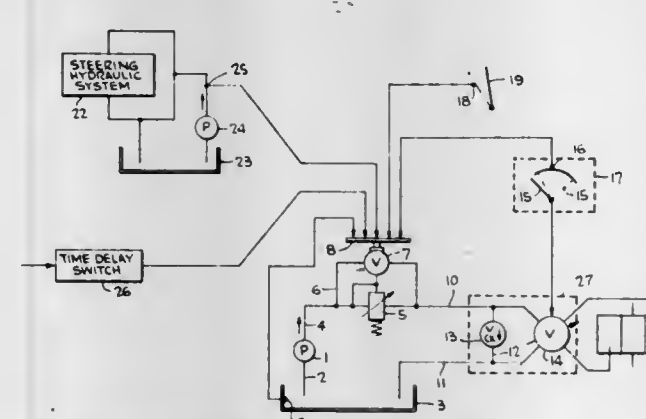 STEERING
HYDRAULIC
SYSTEM
22
25
P
24
23
18
19
16
15
15
17
TIME DELAY
SWITCH
26
8
V
7
6
4
5
10
27
P
1
2
3
13
V
CK
12
11
V
14